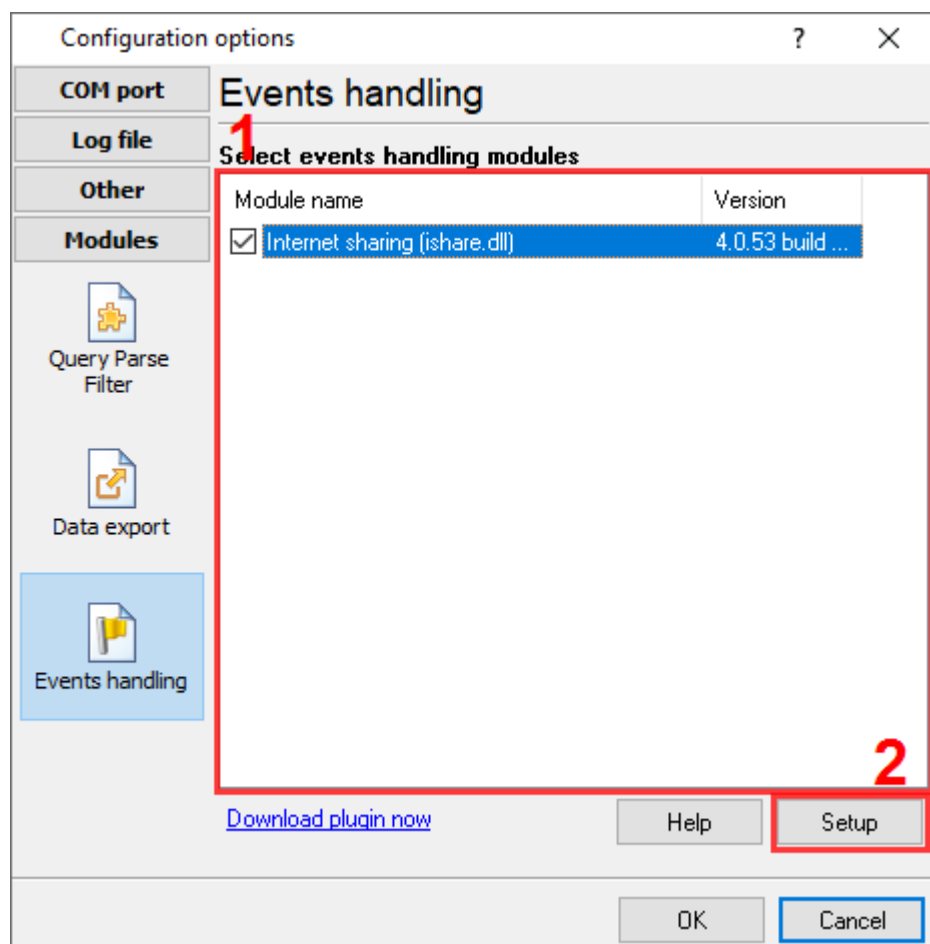 Configuration options
?
COM port
Log file
Other
Modules
Query Parse
Filter
Data export
Events handling
Events handling
1
Select events handling modules
Module name Version
Internet sharing (ishare.dll) 4.0.53 build ...
2
Download plugin now
Help
Setup
OK
Cancel